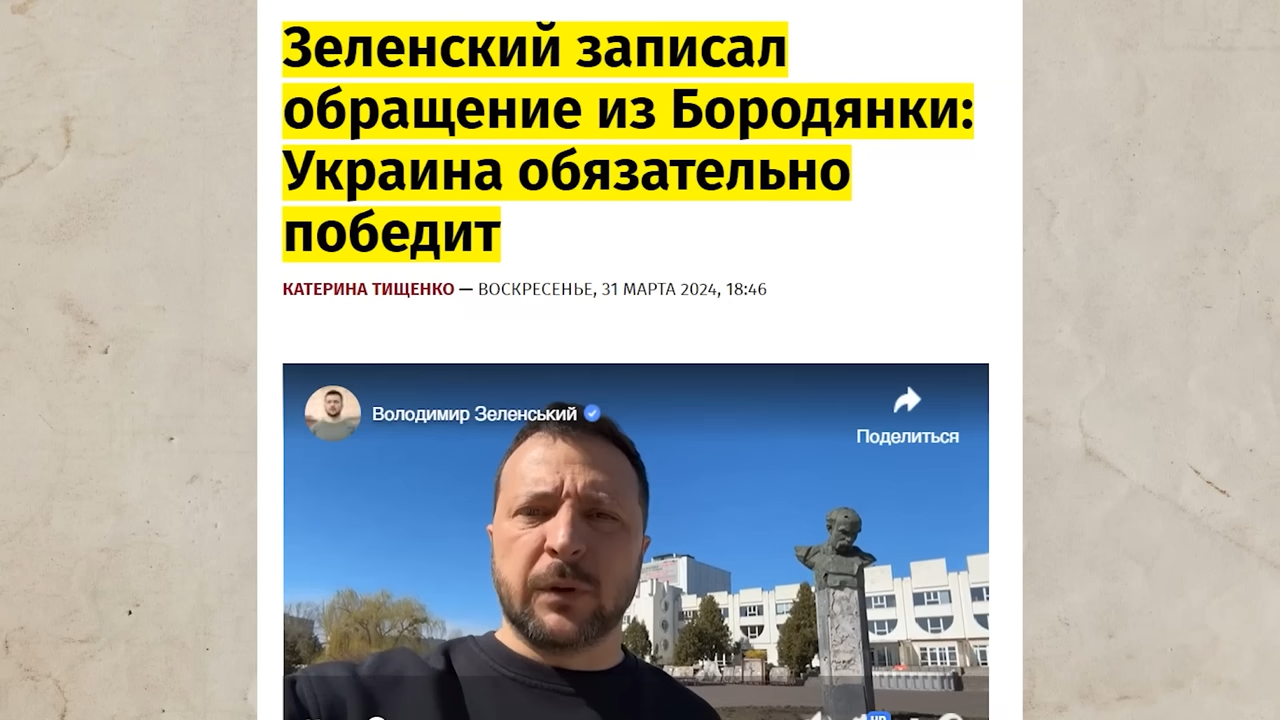 Зеленский записал
обращение из Бородянки:
Украина обязательно
победит
КАТЕРИНА ТИЩЕНКО — ВОСКРЕСЕНЬЕ, 31 МАРТА 2024, 18:46
Володимир Зеленський
Поделиться